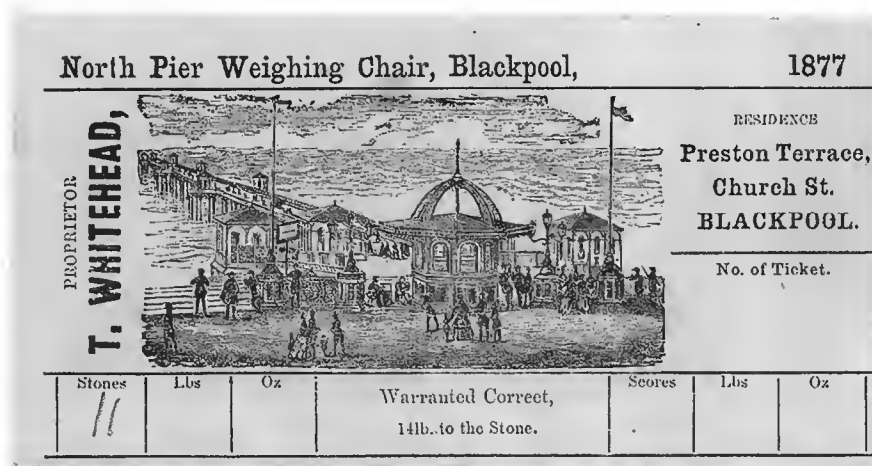 North Pier Weighing Chair, Blackpool, 1877
PROPRIETOR
T. WHITEHEAD,
RESIDENCE
Preston Terrace,
Church St.
BLACKPOOL.
No. of Ticket.
Stones Lbs Oz
11
Warranted Correct,
14lb. to the Stone.
Scores Lbs Oz